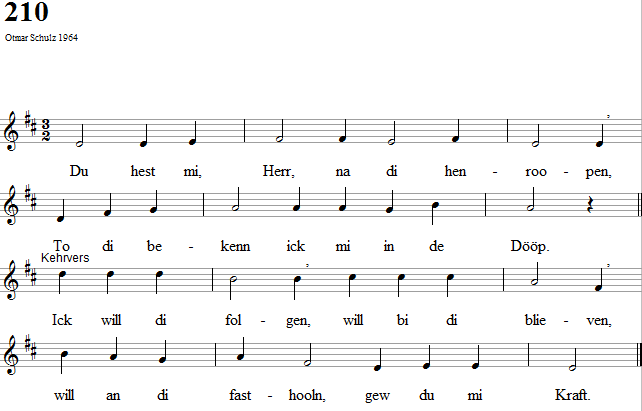 210
Otmar Schulz 1964
3
2
Du hest mi, Herr, na di hen - roo - pen,
To di be - kenn ick mi in de Dööp.
Kehrvers
Ick will di fol - gen, will bi di blie - ven,
will an di fast - hooln, gew du mi Kraft.